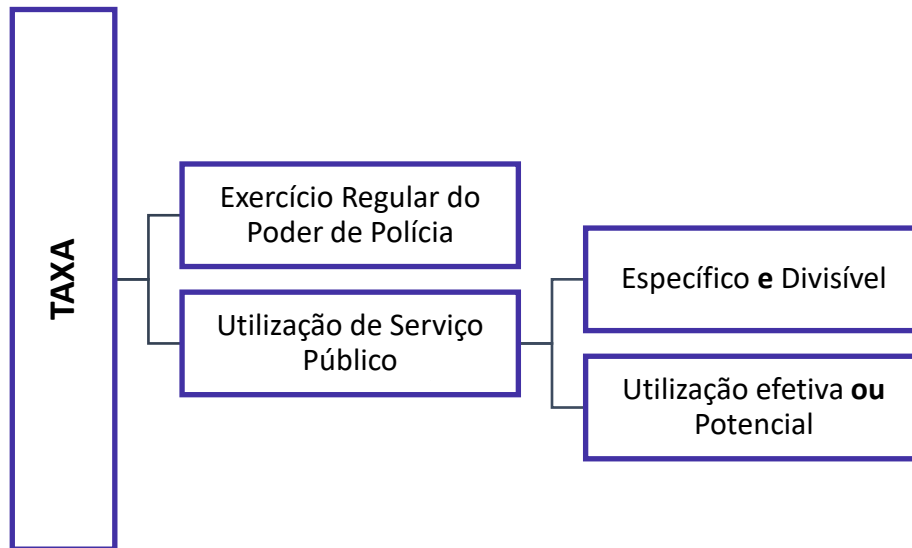 TAXA
Exercício Regular do
Poder de Polícia
Utilização de Serviço
Público
Específico e Divisível
Utilização efetiva ou
Potencial